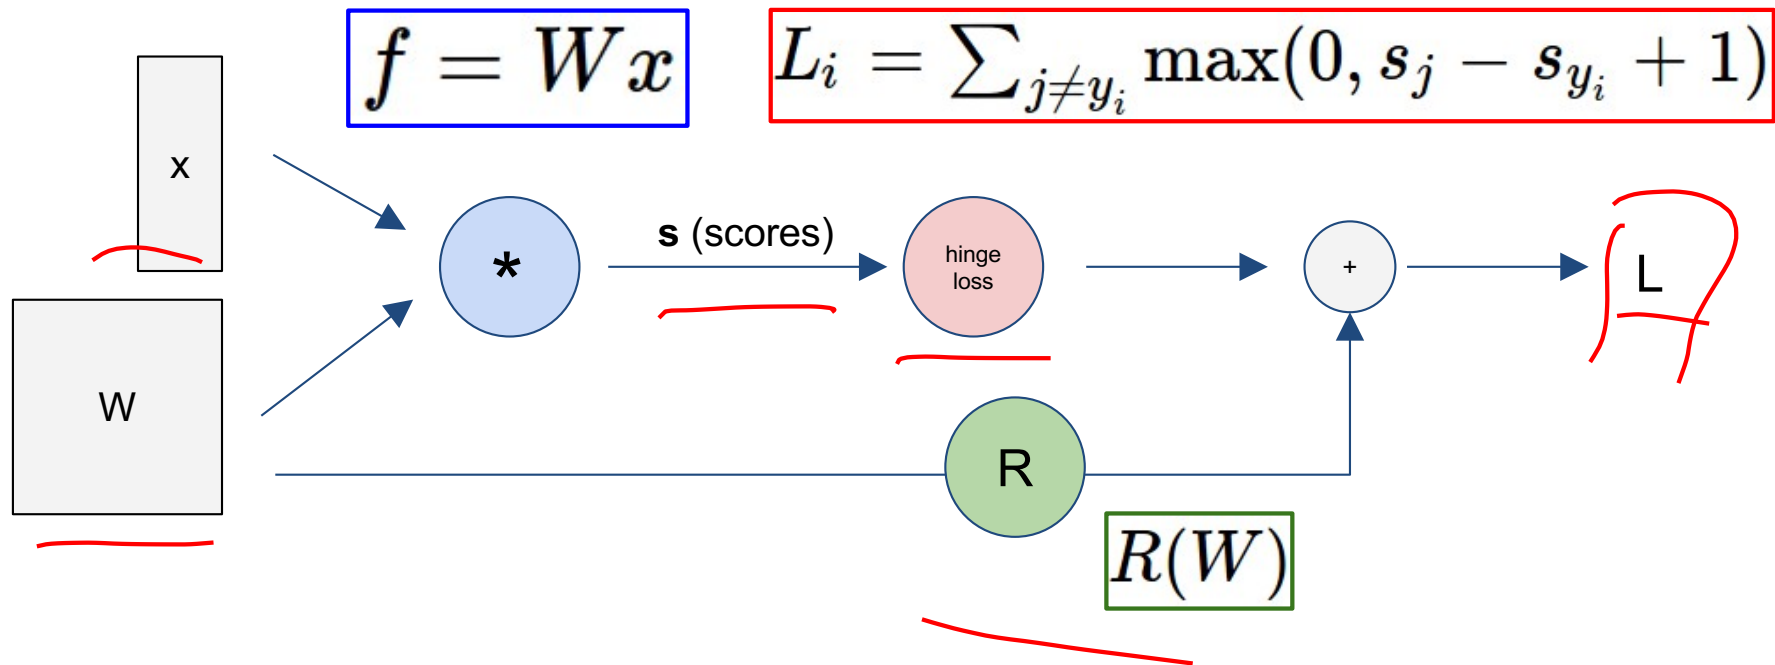 f = Wx
L_i = ∑_{j≠y_i} max(0, s_j − s_{y_i} + 1)
x
s (scores)
*
hinge
loss
+
L
W
R
R(W)